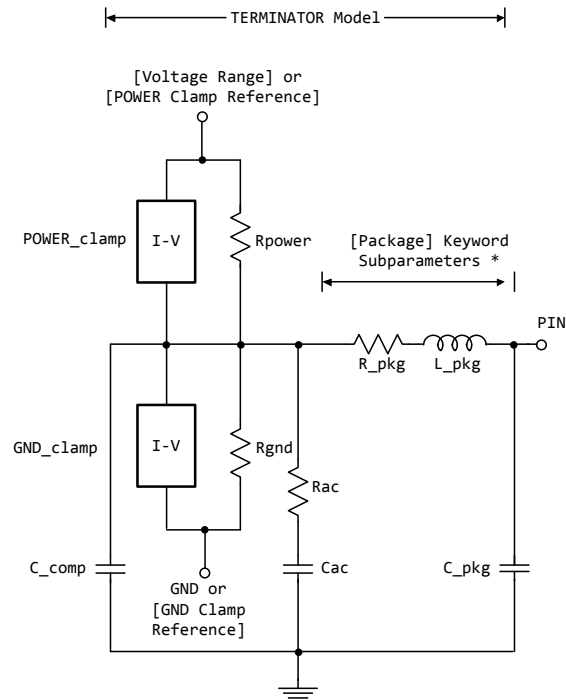 TERMINATOR Model
[Voltage Range] or
[POWER Clamp Reference]
POWER_clamp
I-V
Rpower
[Package] Keyword
Subparameters *
PIN
R_pkg
L_pkg
GND_clamp
I-V
Rgnd
Rac
C_comp
Cac
C_pkg
GND or
[GND Clamp
Reference]